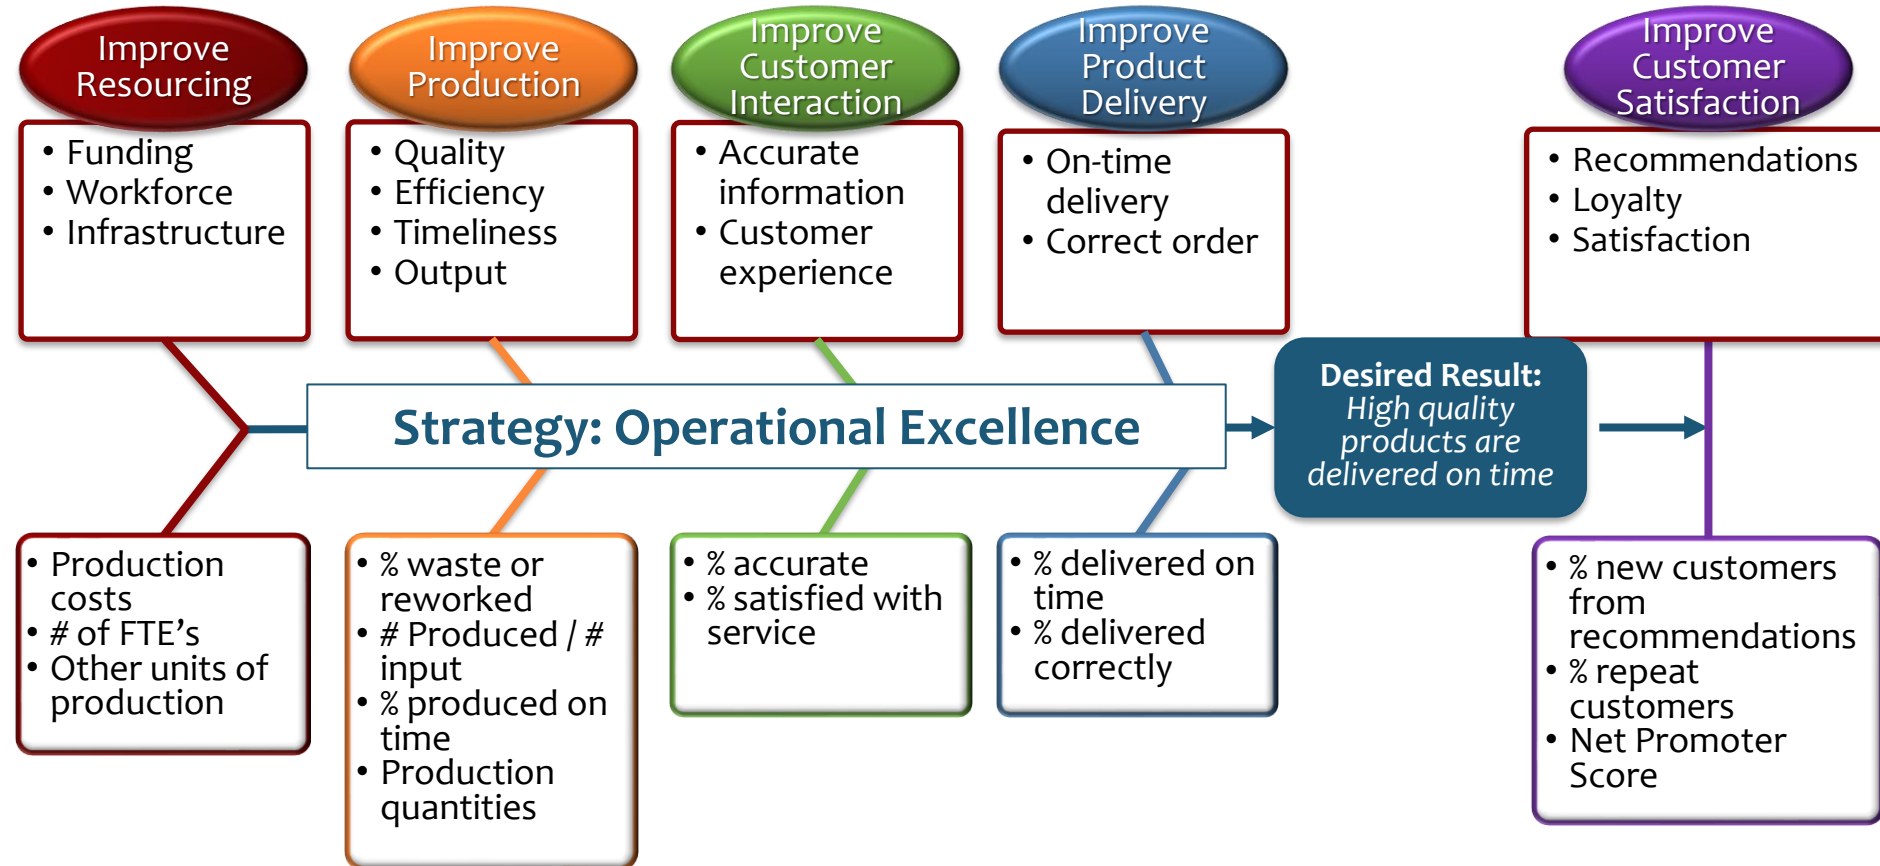 Improve
Resourcing
Improve
Production
Improve
Customer
Interaction
Improve
Product
Delivery
Improve
Customer
Satisfaction
• Funding
• Workforce
• Infrastructure
• Quality
• Efficiency
• Timeliness
• Output
• Accurate
information
• Customer
experience
• On-time
delivery
• Correct order
• Recommendations
• Loyalty
• Satisfaction
Strategy: Operational Excellence
Desired Result:
High quality
products are
delivered on time
• Production
costs
• # of FTE's
• Other units of
production
• % waste or
reworked
• # Produced / #
input
• % produced on
time
• Production
quantities
• % accurate
• % satisfied with
service
• % delivered on
time
• % delivered
correctly
• % new customers
from
recommendations
• % repeat
customers
• Net Promoter
Score